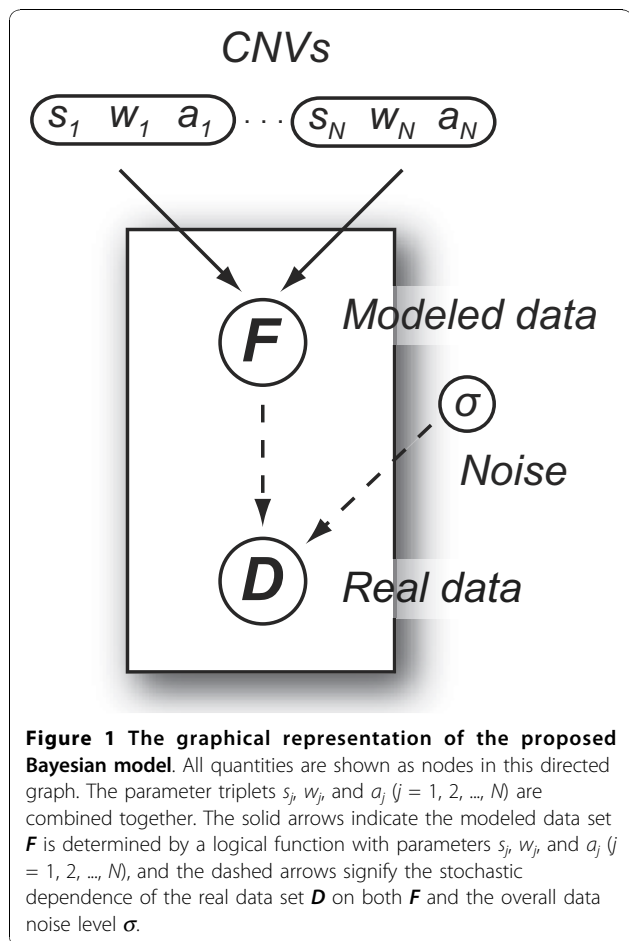 CNVs
s1 w1 a1 . . . sN wN aN
F
Modeled data
σ
Noise
D
Real data
Figure 1 The graphical representation of the proposed
Bayesian model. All quantities are shown as nodes in this directed
graph. The parameter triplets sj, wj, and aj (j = 1, 2, ..., N) are
combined together. The solid arrows indicate the modeled data set
F is determined by a logical function with parameters sj, wj, and aj (j
= 1, 2, ..., N), and the dashed arrows signify the stochastic
dependence of the real data set D on both F and the overall data
noise level σ.